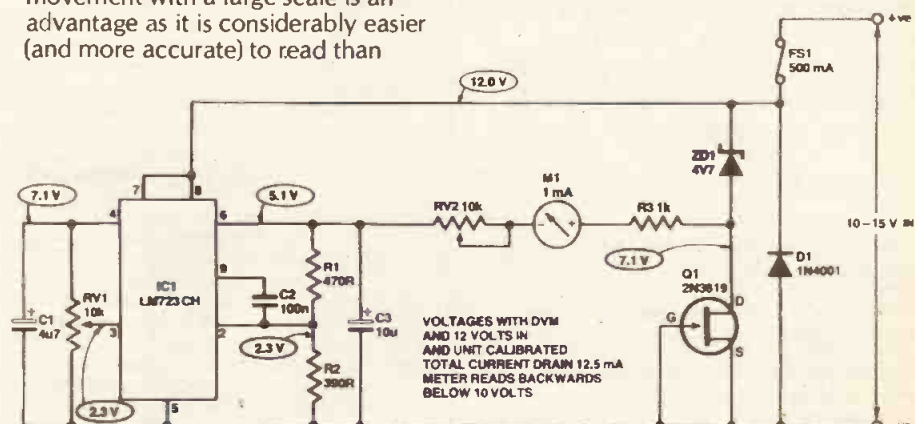 movement with a large scale is an
advantage as it is considerably easier
(and more accurate) to read than
+ve
FS1
500 mA
12.0 V
ZD1
4V7
7.1 V
7
8
5.1 V
M1
1 mA
4
6
RV2 10k
R3 1k
10–15 V IN
7.1 V
D1
1N4001
IC1
LM723 CH
9
R1
470R
Q1
2N3819
D
G
S
C1
4u7
RV1
10k
C2
100n
C3
10u
3
2
2.3 V
R2
390R
2.3 V
5
VOLTAGES WITH DVM
AND 12 VOLTS IN
AND UNIT CALIBRATED
TOTAL CURRENT DRAIN 12.5 mA
METER READS BACKWARDS
BELOW 10 VOLTS